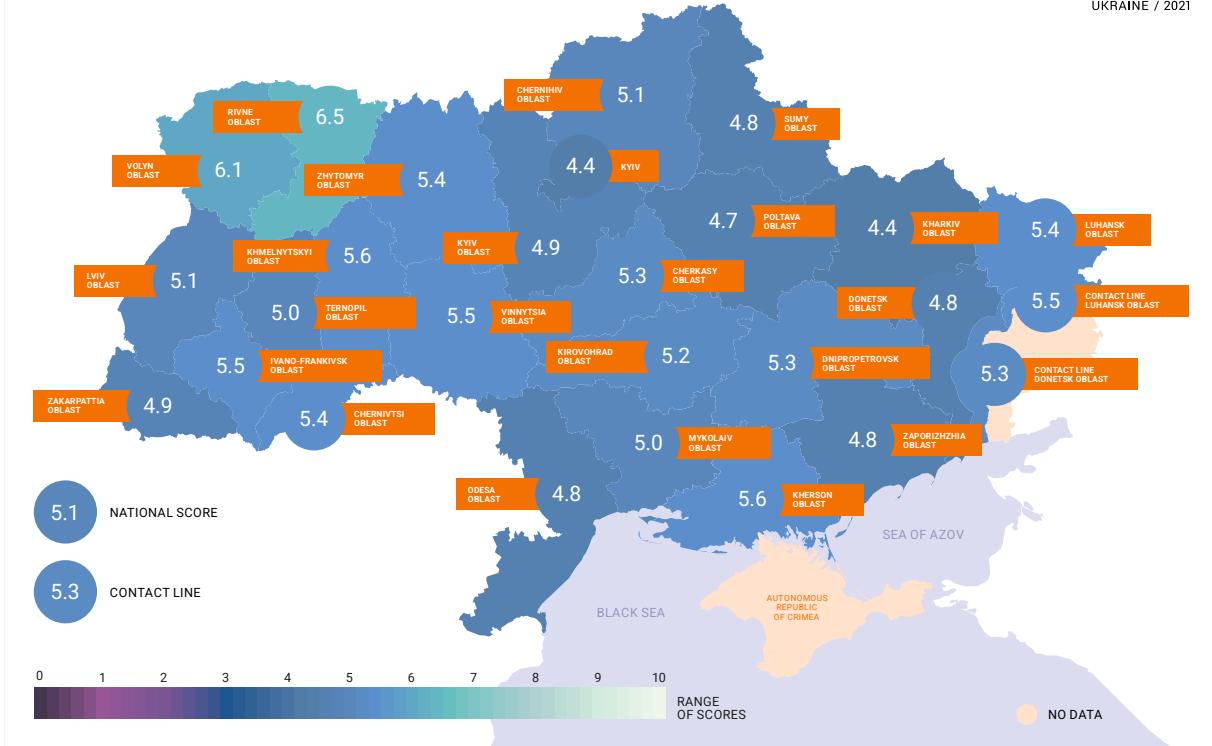 UKRAINE / 2021
CHERNIHIV
OBLAST
5.1
RIVNE
OBLAST
6.5
4.8
SUMY
OBLAST
VOLYN
OBLAST
6.1
ZHYTOMYR
OBLAST
5.4
4.4
KYIV
4.7
POLTAVA
OBLAST
4.4
KHARKIV
OBLAST
5.4
LUHANSK
OBLAST
KHMELNYTSKYI
OBLAST
5.6
KYIV
OBLAST
4.9
5.3
CHERKASY
OBLAST
LVIV
OBLAST
5.1
DONETSK
OBLAST
4.8
5.5
CONTACT LINE
LUHANSK OBLAST
5.0
TERNOPIL
OBLAST
5.5
VINNYTSIA
OBLAST
5.5
IVANO-FRANKIVSK
OBLAST
KIROVOHRAD
OBLAST
5.2
5.3
DNIPROPETROVSK
OBLAST
5.3
CONTACT LINE
DONETSK OBLAST
ZAKARPATTIA
OBLAST
4.9
5.4
CHERNIVTSI
OBLAST
5.0
MYKOLAIV
OBLAST
4.8
ZAPORIZHZHIA
OBLAST
ODESA
OBLAST
4.8
5.6
KHERSON
OBLAST
5.1
NATIONAL SCORE
SEA OF AZOV
5.3
CONTACT LINE
BLACK SEA
AUTONOMOUS
REPUBLIC
OF CRIMEA
0 1 2 3 4 5 6 7 8 9 10
RANGE
OF SCORES
NO DATA